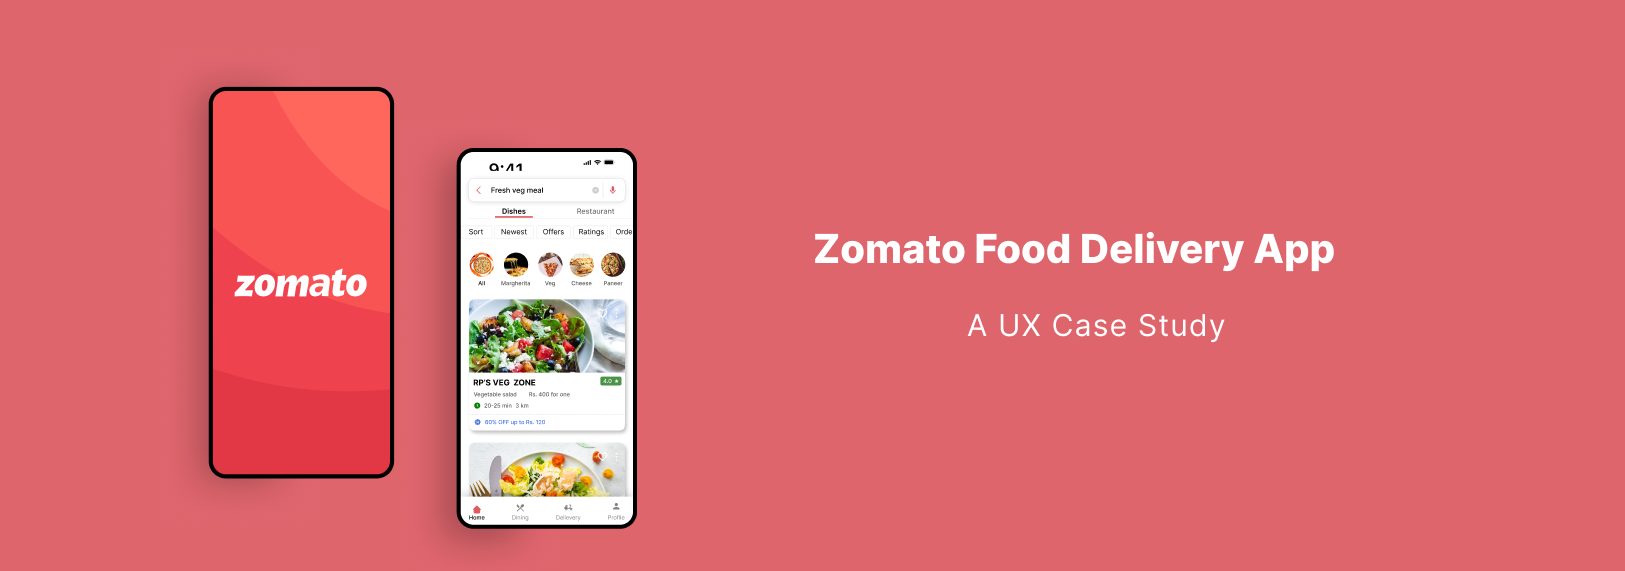 zomato
9:41
Fresh veg meal
Dishes Restaurant
Sort Newest Offers Ratings Orde
All Margherita Veg Cheese Paneer
RP'S VEG ZONE 4.0 ★
Vegetable salad Rs. 400 for one
20-25 min 3 km
60% OFF up to Rs. 120
Home Dining Delievery Profile
Zomato Food Delivery App
A UX Case Study